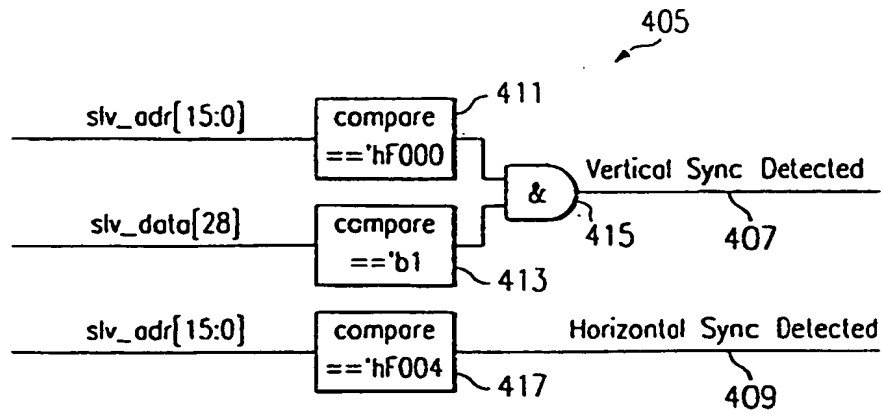 405
slv_adr[15:0]
compare
=='hF000
411
Vertical Sync Detected
&
415
407
slv_data[28]
compare
=='b1
413
slv_adr[15:0]
compare
=='hF004
417
Horizontal Sync Detected
409